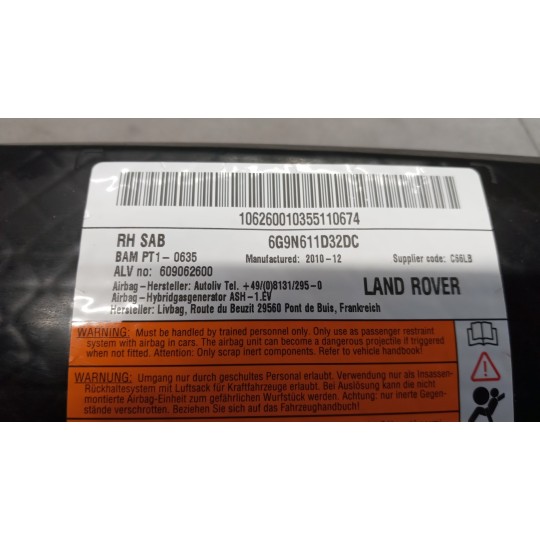 106260010355110674
RH SAB 6G9N611D32DC
BAM PT1- 0635 Manufactured: 2010-12 Supplier code: C66LB
ALV no: 609062600
Airbag-Hersteller: Autoliv Tel. +49/(0)8131/295-0 LAND ROVER
Airbag-Hybridgasgenerator ASH-1.EV
Hersteller: Livbag, Route du Beuzil 29560 Pont de Buis, Frankreich
WARNING: Must be handled by trained personnel only. Only use as passenger restraint
system with airbag in cars. The airbag unit can become a dangerous projectile if triggered
when not fitted. Attention: Only scrap inert components. Refer to vehicle handbook!
WARNUNG: Umgang nur durch geschultes Personal erlaubt. Nur Verwendung als Insassen-
Rückhaltesystem mit Luftsack für Kraftfahrzeuge erlaubt. Bei Auslösung kann die nicht
montierte Airbag-Einheit zum gefährlichen Wurfstück werden. Achtung: nur inerte Gegen-
stände verschrotten. Beziehen Sie sich auf das Fahrzeughandbuch!